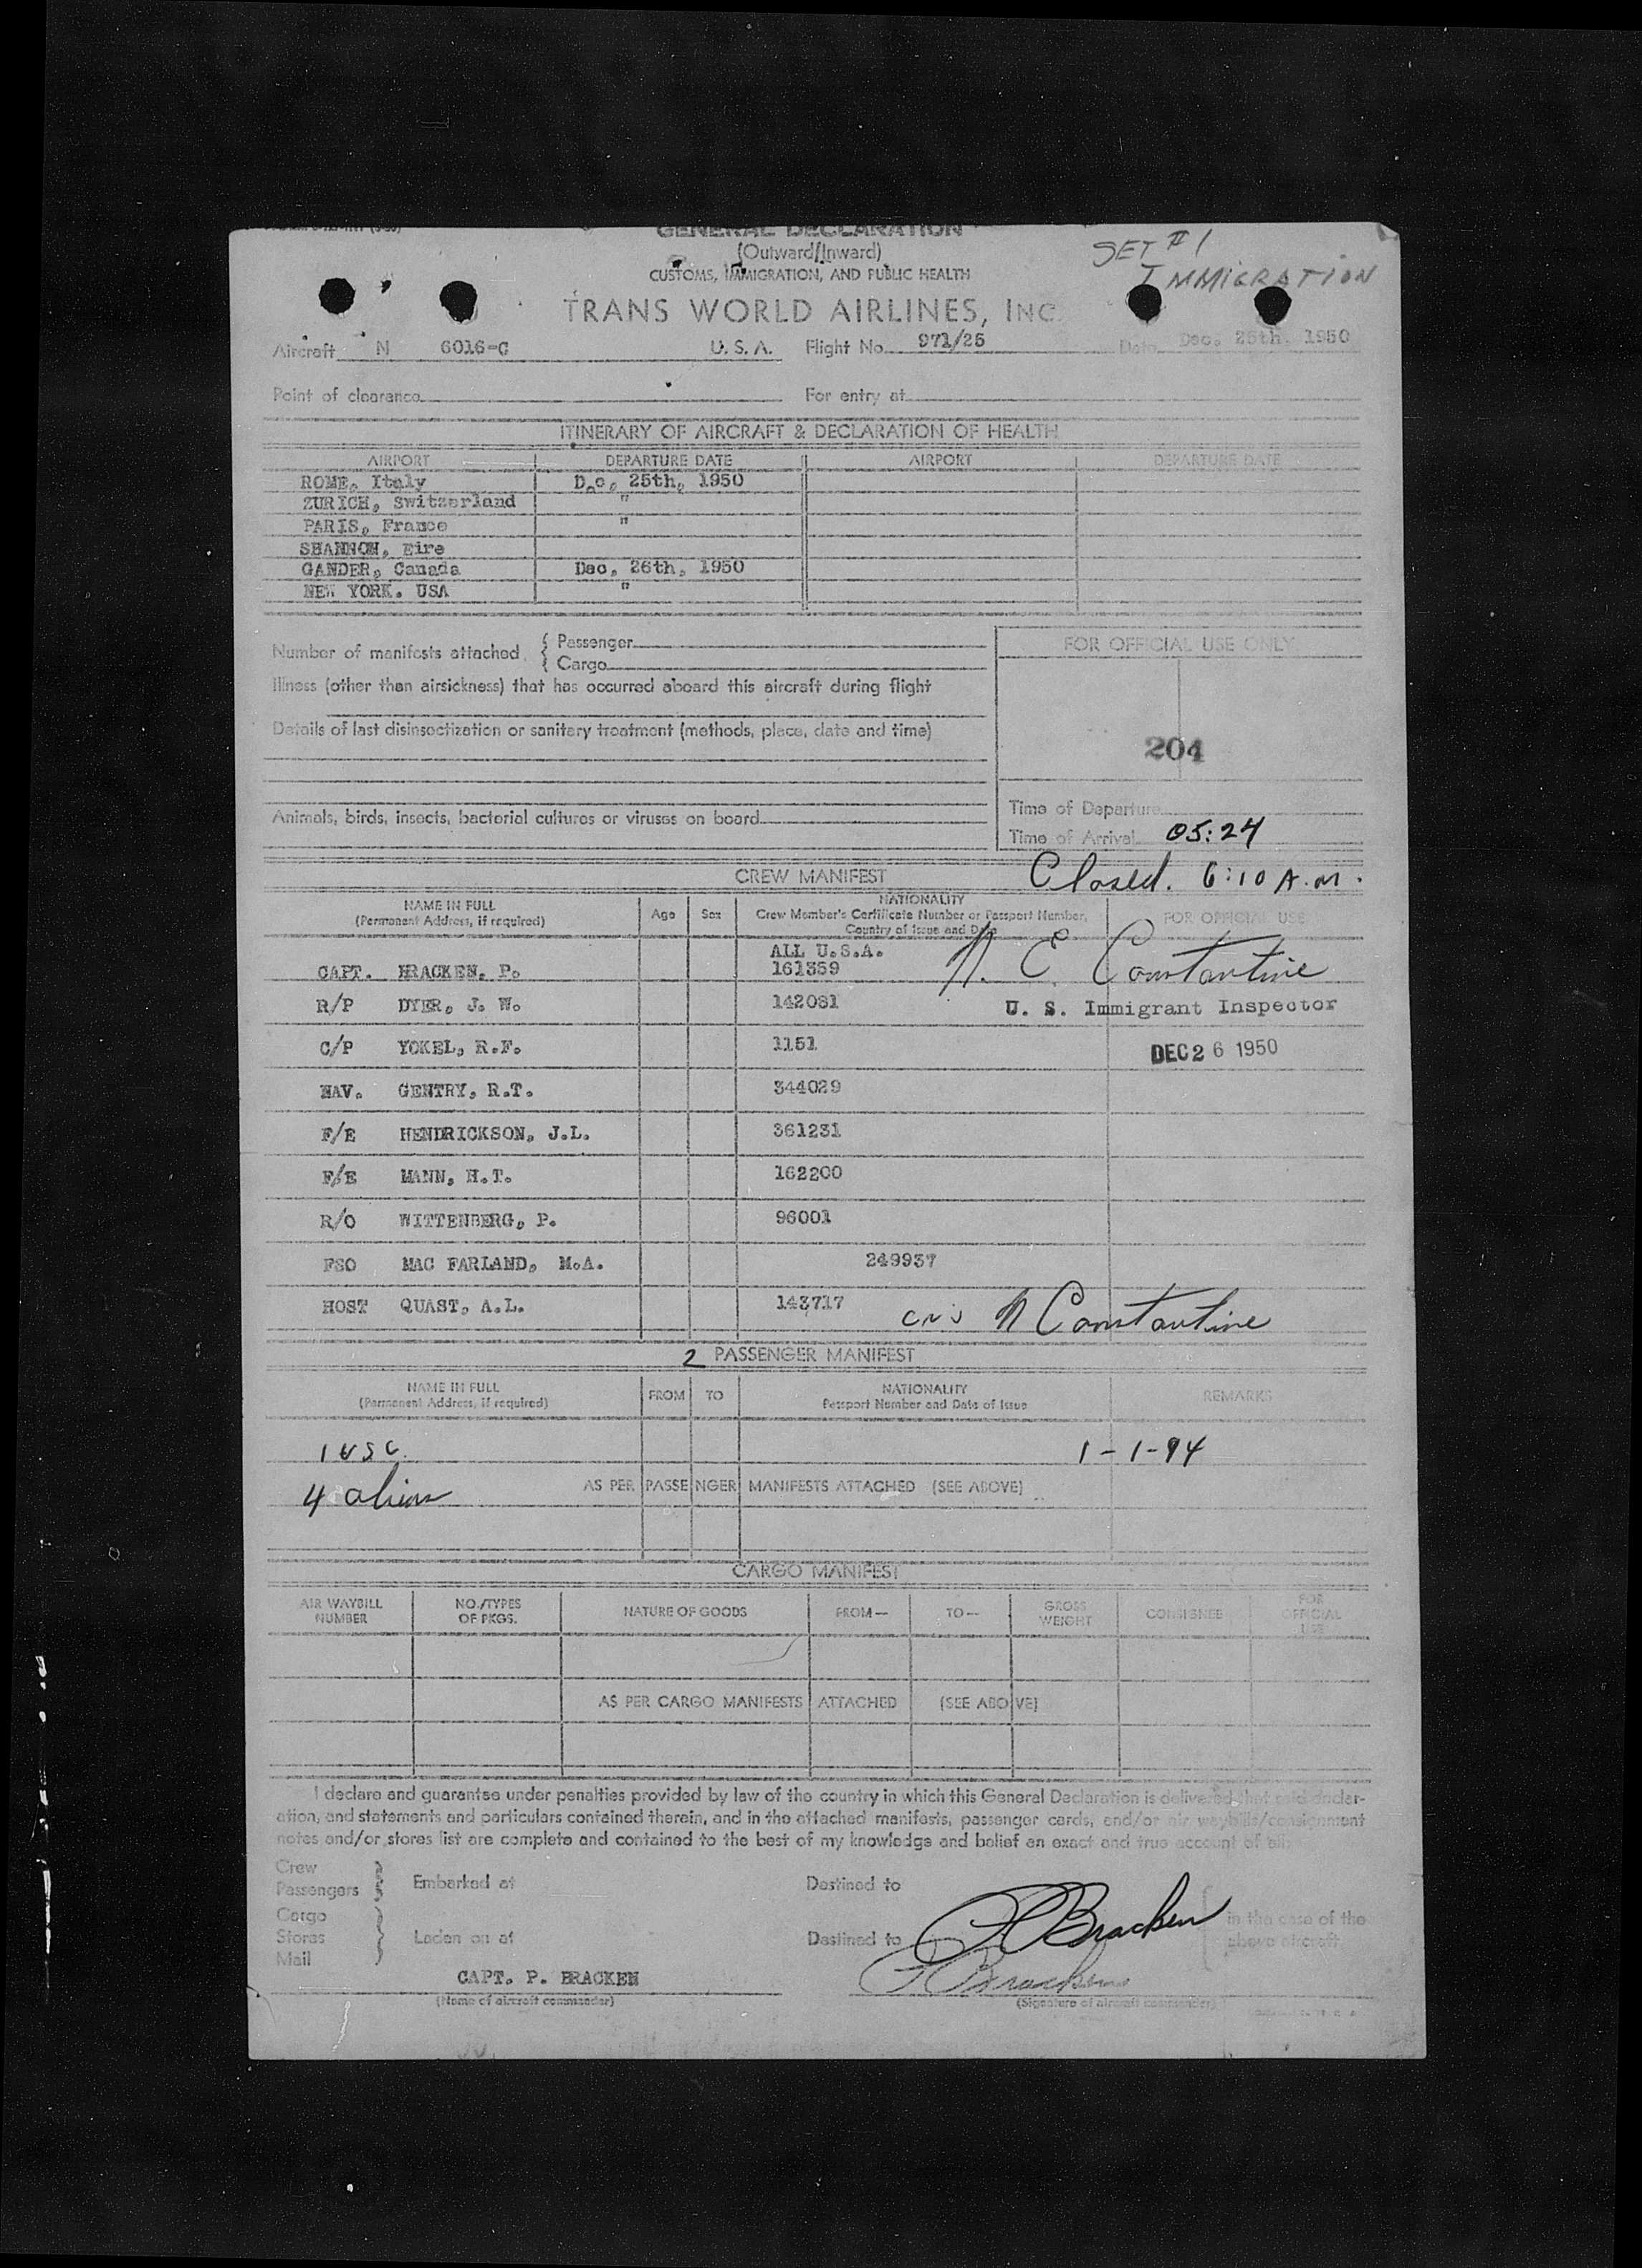 GENERAL DECLARATION
(Outward/Inward)
CUSTOMS, IMMIGRATION, AND PUBLIC HEALTH
SET #1
IMMIGRATION
TRANS WORLD AIRLINES, Inc.
Aircraft N 6016-C U. S. A. Flight No. 971/25 Date Dec. 25th. 1950
Point of clearance For entry at
ITINERARY OF AIRCRAFT & DECLARATION OF HEALTH
AIRPORT DEPARTURE DATE AIRPORT DEPARTURE DATE
ROME, Italy D.c, 25th, 1950
ZURICH, Switzerland "
PARIS, France "
SHANNON, Eire
GANDER, Canada Dec, 26th, 1950
NEW YORK. USA "
Number of manifests attached { Passenger
{ Cargo
FOR OFFICIAL USE ONLY
Illness (other than airsickness) that has occurred aboard this aircraft during flight
Details of last disinsectization or sanitary treatment (methods, place, date and time)
204
Animals, birds, insects, bacterial cultures or viruses on board
Time of Departure
Time of Arrival 05:24
CREW MANIFEST Closed. 6:10 A.M.
NAME IN FULL
(Permanent Address, if required)
Age Sex
NATIONALITY
Crew Member's Certificate Number or Passport Number,
Country of Issue and Date
FOR OFFICIAL USE
ALL U.S.A.
CAPT. BRACKEN, P. 161359 N. E. Constantine
R/P DYER, J. W. 142081 U. S. Immigrant Inspector
C/P YOKEL, R.F. 1151 DEC 26 1950
NAV. GENTRY, R.T. 344029
F/E HENDRICKSON, J.L. 361231
F/E MANN, H.T. 162200
R/O WITTENBERG, P. 96001
FSO MAC FARLAND, M.A. 249937
HOST QUAST, A.L. 143717 N Constantine
2 PASSENGER MANIFEST
NAME IN FULL
(Permanent Address, if required)
FROM TO
NATIONALITY
Passport Number and Date of Issue
REMARKS
1 USC. 1-1-94
4 alien AS PER PASSENGER MANIFESTS ATTACHED (SEE ABOVE)
CARGO MANIFEST
AIR WAYBILL NUMBER NO./TYPES OF PKGS. NATURE OF GOODS FROM— TO— GROSS WEIGHT CONSIGNEE FOR OFFICIAL USE
AS PER CARGO MANIFESTS ATTACHED (SEE ABOVE)
I declare and guarantee under penalties provided by law of the country in which this General Declaration is delivered that said declar-
ation, and statements and particulars contained therein, and in the attached manifests, passenger cards, and/or air waybills/consignment
notes and/or stores list are complete and contained to the best of my knowledge and belief an exact and true account of all:
Crew
Passengers } Embarked at Destined to
Cargo
Stores } Laden on at Destined to
Mail
in the case of the
above aircraft
P Bracken
P Bracken
CAPT. P. BRACKEN
(Name of aircraft commander) (Signature of aircraft commander)